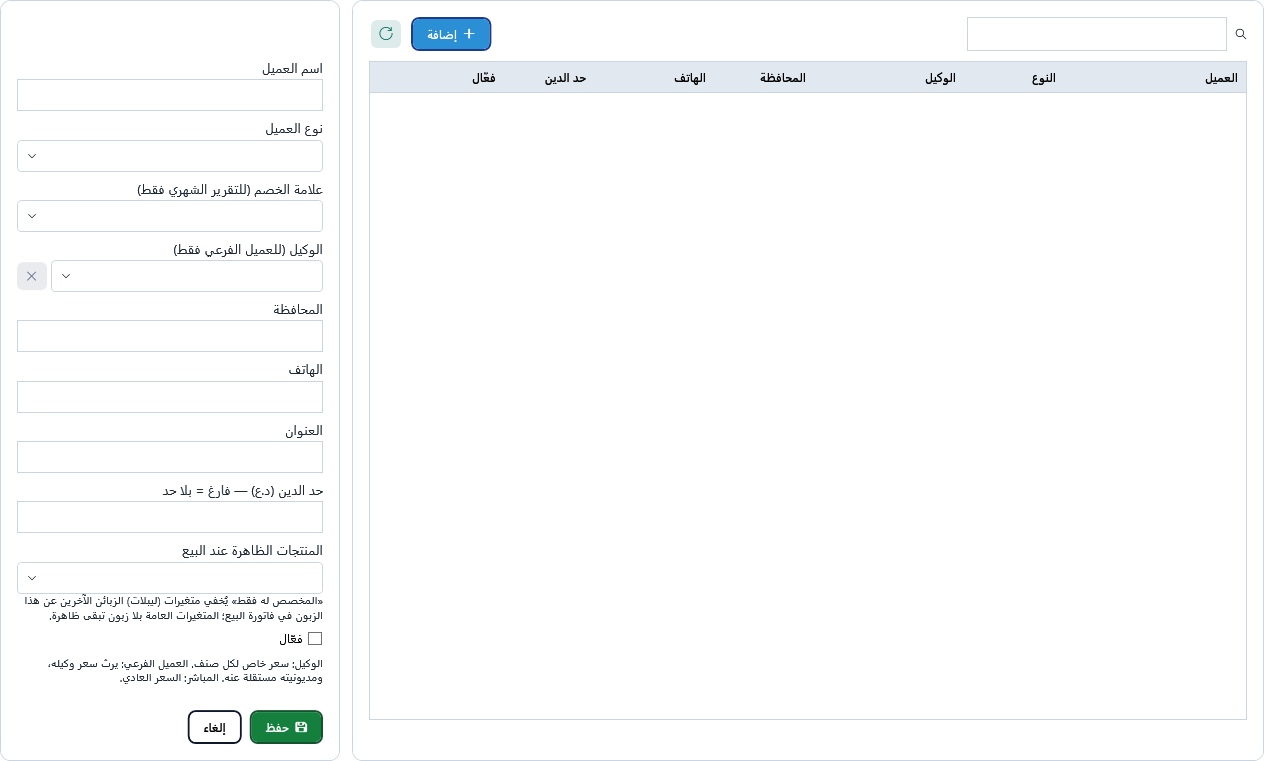 إضافة
العميل النوع الوكيل المحافظة الهاتف حد الدين فعّال
اسم العميل
نوع العميل
علامة الخصم (للتقرير الشهري فقط)
الوكيل (للعميل الفرعي فقط)
المحافظة
الهاتف
العنوان
حد الدين (د.ع) — فارغ = بلا حد
المنتجات الظاهرة عند البيع
«المخصص له فقط» يُخفي متغيرات (ليبلات) الزبائن الآخرين عن هذا
الزبون في فاتورة البيع؛ المتغيرات العامة بلا زبون تبقى ظاهرة.
فعّال
الوكيل: سعر خاص لكل صنف. العميل الفرعي: يرث سعر وكيله،
ومديونيته مستقلة عنه. المباشر: السعر العادي.
حفظ إلغاء